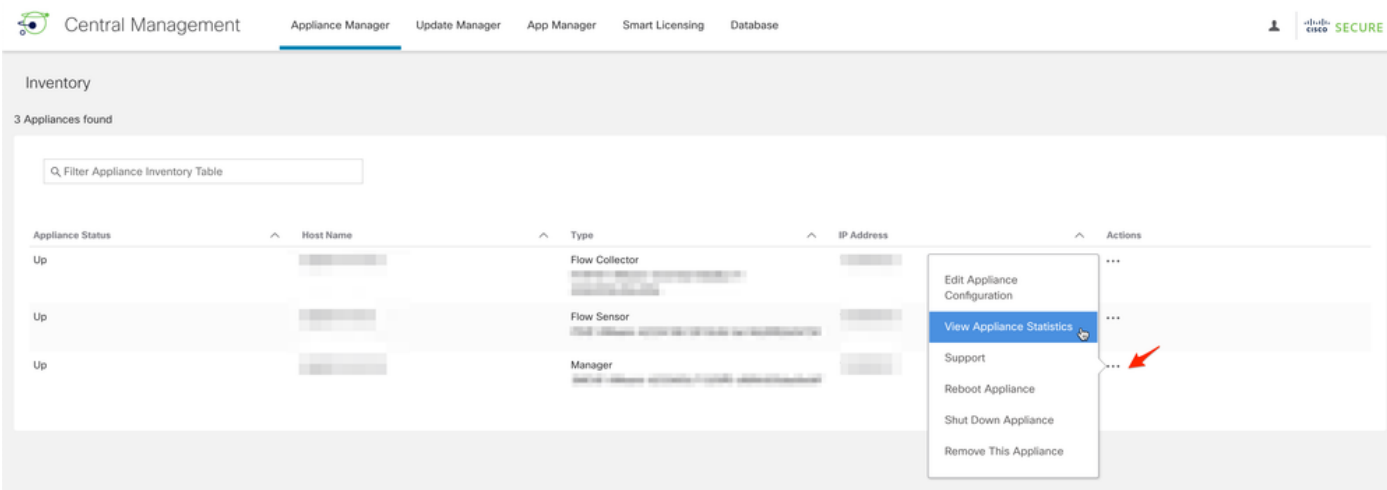 Central Management
Appliance Manager
Update Manager
App Manager
Smart Licensing
Database
cisco SECURE
Inventory
3 Appliances found
Filter Appliance Inventory Table
Appliance Status
Host Name
Type
IP Address
Actions
Up
Flow Collector
...
Up
Flow Sensor
...
Up
Manager
...
Edit Appliance
Configuration
View Appliance Statistics
Support
Reboot Appliance
Shut Down Appliance
Remove This Appliance